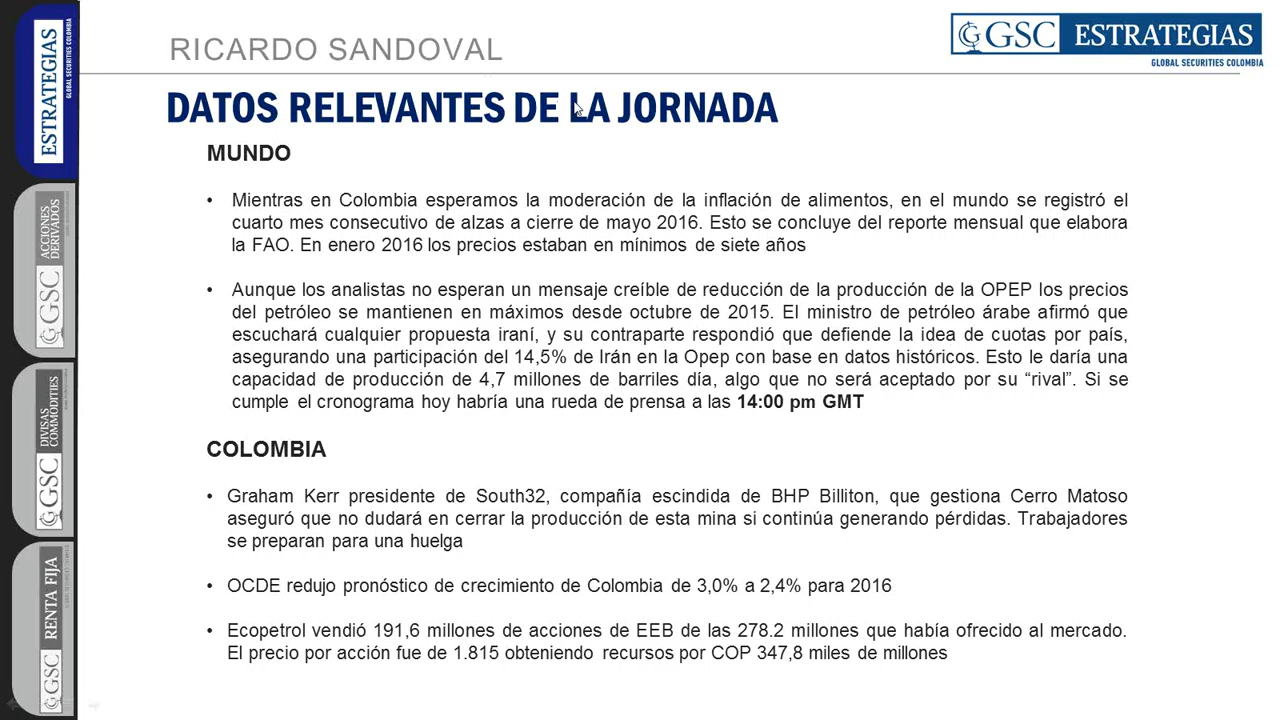 RICARDO SANDOVAL
GSC ESTRATEGIAS
GLOBAL SECURITIES COLOMBIA
DATOS RELEVANTES DE LA JORNADA
MUNDO
• Mientras en Colombia esperamos la moderación de la inflación de alimentos, en el mundo se registró el
cuarto mes consecutivo de alzas a cierre de mayo 2016. Esto se concluye del reporte mensual que elabora
la FAO. En enero 2016 los precios estaban en mínimos de siete años
• Aunque los analistas no esperan un mensaje creíble de reducción de la producción de la OPEP los precios
del petróleo se mantienen en máximos desde octubre de 2015. El ministro de petróleo árabe afirmó que
escuchará cualquier propuesta iraní, y su contraparte respondió que defiende la idea de cuotas por país,
asegurando una participación del 14,5% de Irán en la Opep con base en datos históricos. Esto le daría una
capacidad de producción de 4,7 millones de barriles día, algo que no será aceptado por su “rival”. Si se
cumple el cronograma hoy habría una rueda de prensa a las 14:00 pm GMT
COLOMBIA
• Graham Kerr presidente de South32, compañía escindida de BHP Billiton, que gestiona Cerro Matoso
aseguró que no dudará en cerrar la producción de esta mina si continúa generando pérdidas. Trabajadores
se preparan para una huelga
• OCDE redujo pronóstico de crecimiento de Colombia de 3,0% a 2,4% para 2016
• Ecopetrol vendió 191,6 millones de acciones de EEB de las 278.2 millones que había ofrecido al mercado.
El precio por acción fue de 1.815 obteniendo recursos por COP 347,8 miles de millones
ESTRATEGIAS
GLOBAL SECURITIES COLOMBIA
GSC ACCIONES
DERIVADOS
GSC DIVISAS
COMMODITIES
GSC RENTA FIJA